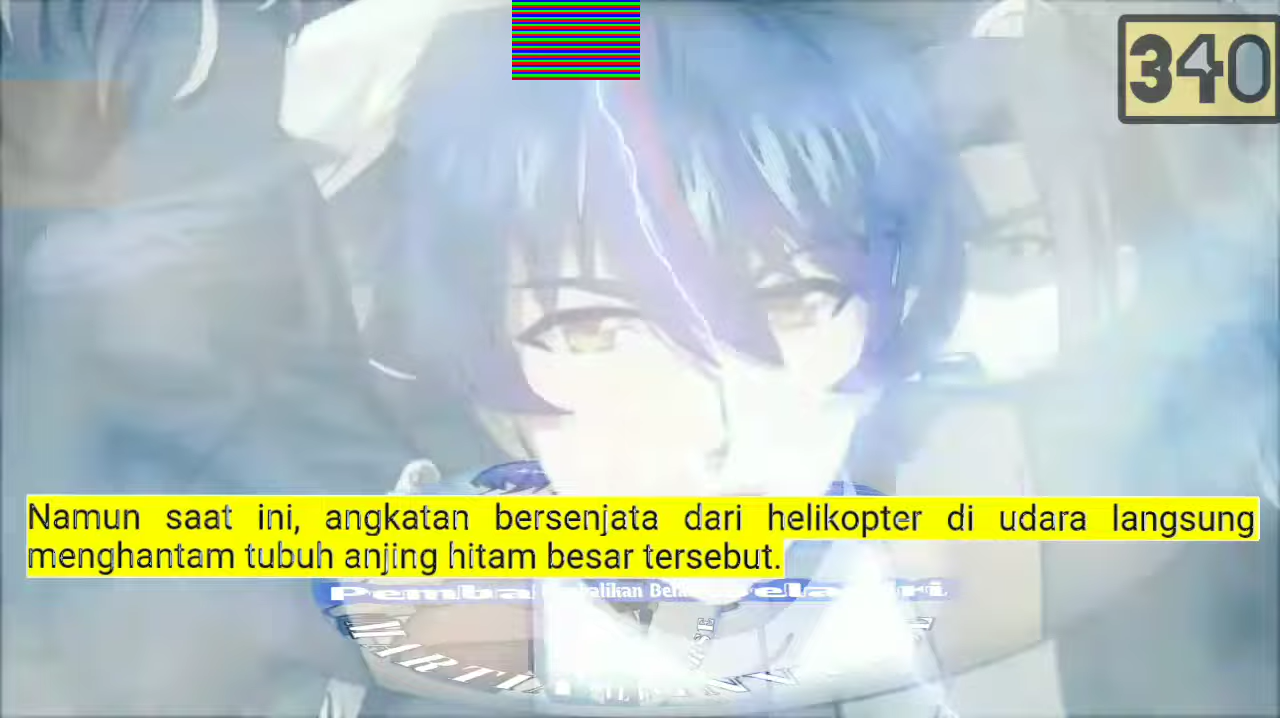 340
Namun saat ini, angkatan bersenjata dari helikopter di udara langsung
menghantam tubuh anjing hitam besar tersebut.